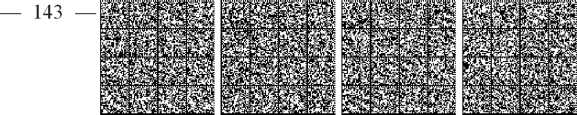 — 143 —